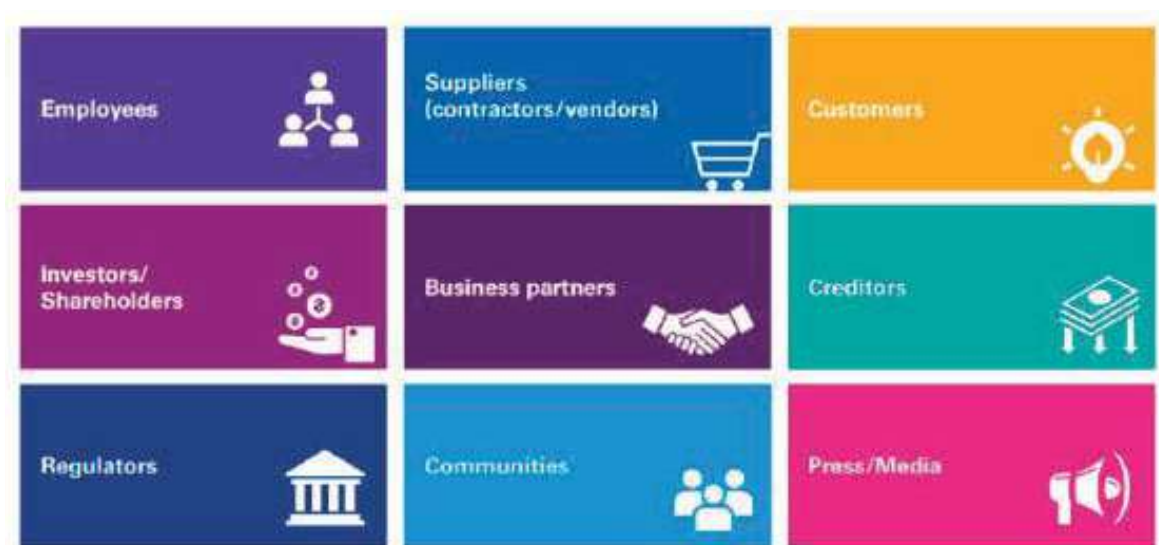 Employees
Suppliers
(contractors/vendors)
Customers
Investors/
Shareholders
Business partners
Creditors
Regulators
Communities
Press/Media